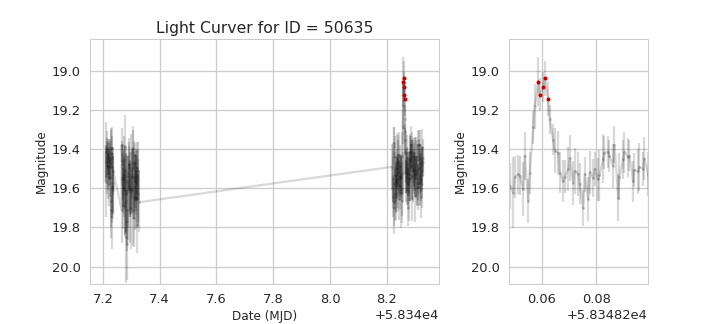 Light Curver for ID = 50635
Magnitude
19.0
19.2
19.4
19.6
19.8
20.0
7.2 7.4 7.6 7.8 8.0 8.2
Date (MJD)
+5.834e4
Magnitude
19.0
19.2
19.4
19.6
19.8
20.0
0.06 0.08
+5.83482e4